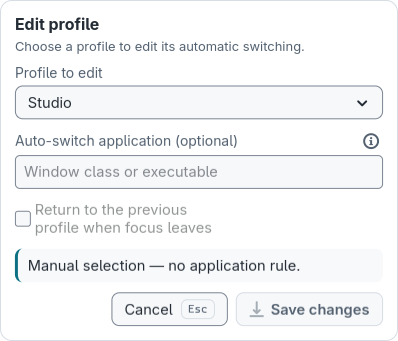 Edit profile
Choose a profile to edit its automatic switching.
Profile to edit
Studio
Auto-switch application (optional)
Window class or executable
Return to the previous
profile when focus leaves
Manual selection — no application rule.
Cancel Esc Save changes